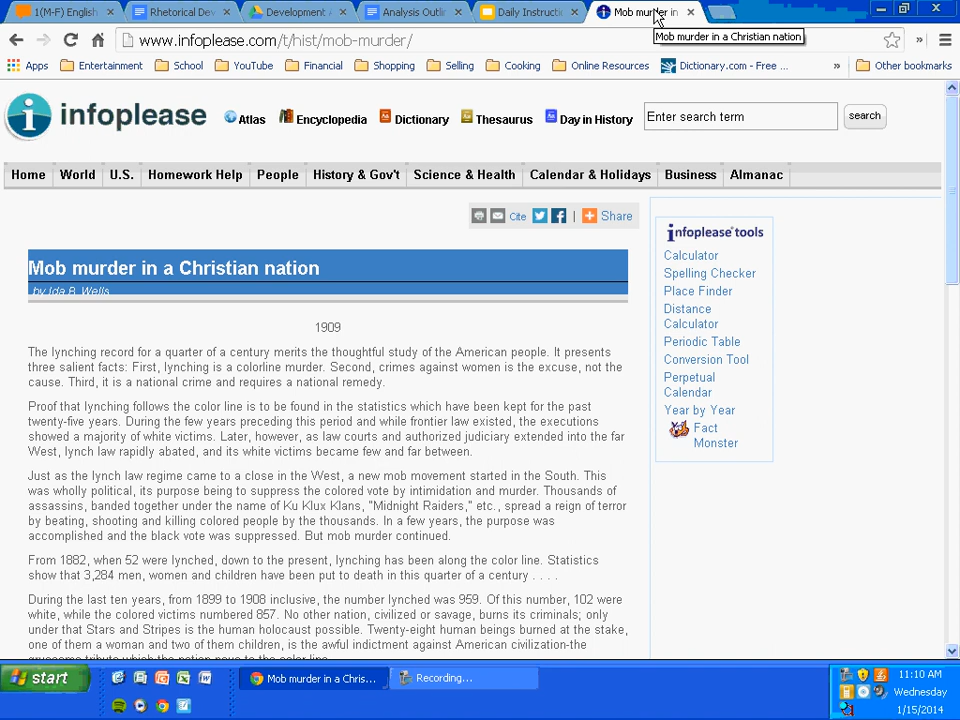 1(M-F) English
Rhetorical Dev
Development A
Analysis Outlin
Daily Instructi
Mob murder in
www.infoplease.com/t/hist/mob-murder/
Mob murder in a Christian nation
Apps
Entertainment
School
YouTube
Financial
Shopping
Selling
Cooking
Online Resources
Dictionary.com - Free ...
»
Other bookmarks
infoplease
Atlas
Encyclopedia
Dictionary
Thesaurus
Day in History
Enter search term
search
Home
World
U.S.
Homework Help
People
History & Gov't
Science & Health
Calendar & Holidays
Business
Almanac
Cite
|
Share
Mob murder in a Christian nation
by Ida B. Wells
1909
The lynching record for a quarter of a century merits the thoughtful study of the American people. It presents
three salient facts: First, lynching is a colorline murder. Second, crimes against women is the excuse, not the
cause. Third, it is a national crime and requires a national remedy.
Proof that lynching follows the color line is to be found in the statistics which have been kept for the past
twenty-five years. During the few years preceding this period and while frontier law existed, the executions
showed a majority of white victims. Later, however, as law courts and authorized judiciary extended into the far
West, lynch law rapidly abated, and its white victims became few and far between.
Just as the lynch law regime came to a close in the West, a new mob movement started in the South. This
was wholly political, its purpose being to suppress the colored vote by intimidation and murder. Thousands of
assassins, banded together under the name of Ku Klux Klans, "Midnight Raiders," etc., spread a reign of terror
by beating, shooting and killing colored people by the thousands. In a few years, the purpose was
accomplished and the black vote was suppressed. But mob murder continued.
From 1882, when 52 were lynched, down to the present, lynching has been along the color line. Statistics
show that 3,284 men, women and children have been put to death in this quarter of a century . . . .
During the last ten years, from 1899 to 1908 inclusive, the number lynched was 959. Of this number, 102 were
white, while the colored victims numbered 857. No other nation, civilized or savage, burns its criminals; only
under that Stars and Stripes is the human holocaust possible. Twenty-eight human beings burned at the stake,
one of them a woman and two of them children, is the awful indictment against American civilization-the
gruesome tribute which the nation pays to the color line.
infoplease tools
Calculator
Spelling Checker
Place Finder
Distance
Calculator
Periodic Table
Conversion Tool
Perpetual
Calendar
Year by Year
Fact
Monster
start
Mob murder in a Chris...
Recording...
11:10 AM
Wednesday
1/15/2014